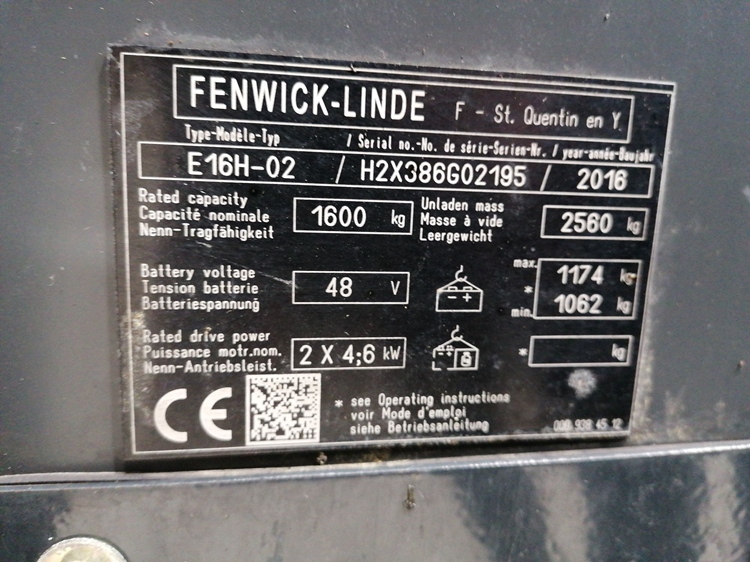 FENWICK-LINDE F - St. Quentin en Y.
Type-Modèle-Typ / Serial no.-No. de série-Serien-Nr. / year-année-Baujahr
E16H-02 / H2X386G02195 / 2016
Rated capacity
Capacité nominale
Nenn-Tragfähigkeit
1600 kg
Unladen mass
Masse à vide
Leergewicht
2560 kg
Battery voltage
Tension batterie
Batteriespannung
48 V
- +
max. 1174 kg
*
min. 1062 kg
Rated drive power
Puissance motr.nom.
Nenn-Antriebsleist.
2 X 4;6 kW
* kg
CE
* see Operating instructions
voir Mode d'emploi
siehe Betriebsanleitung
000 938 45 12